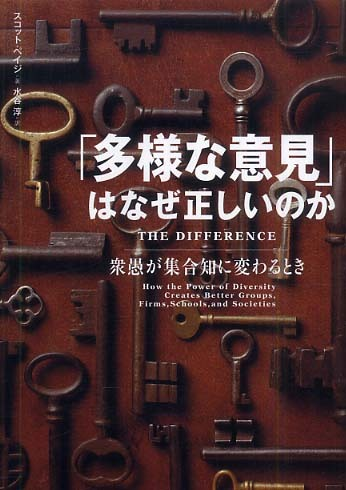 スコット・ペイジ 著
水谷 淳 訳
「多様な意見」
はなぜ正しいのか
THE DIFFERENCE
衆愚が集合知に変わるとき
How the Power of Diversity
Creates Better Groups,
Firms, Schools, and Societies